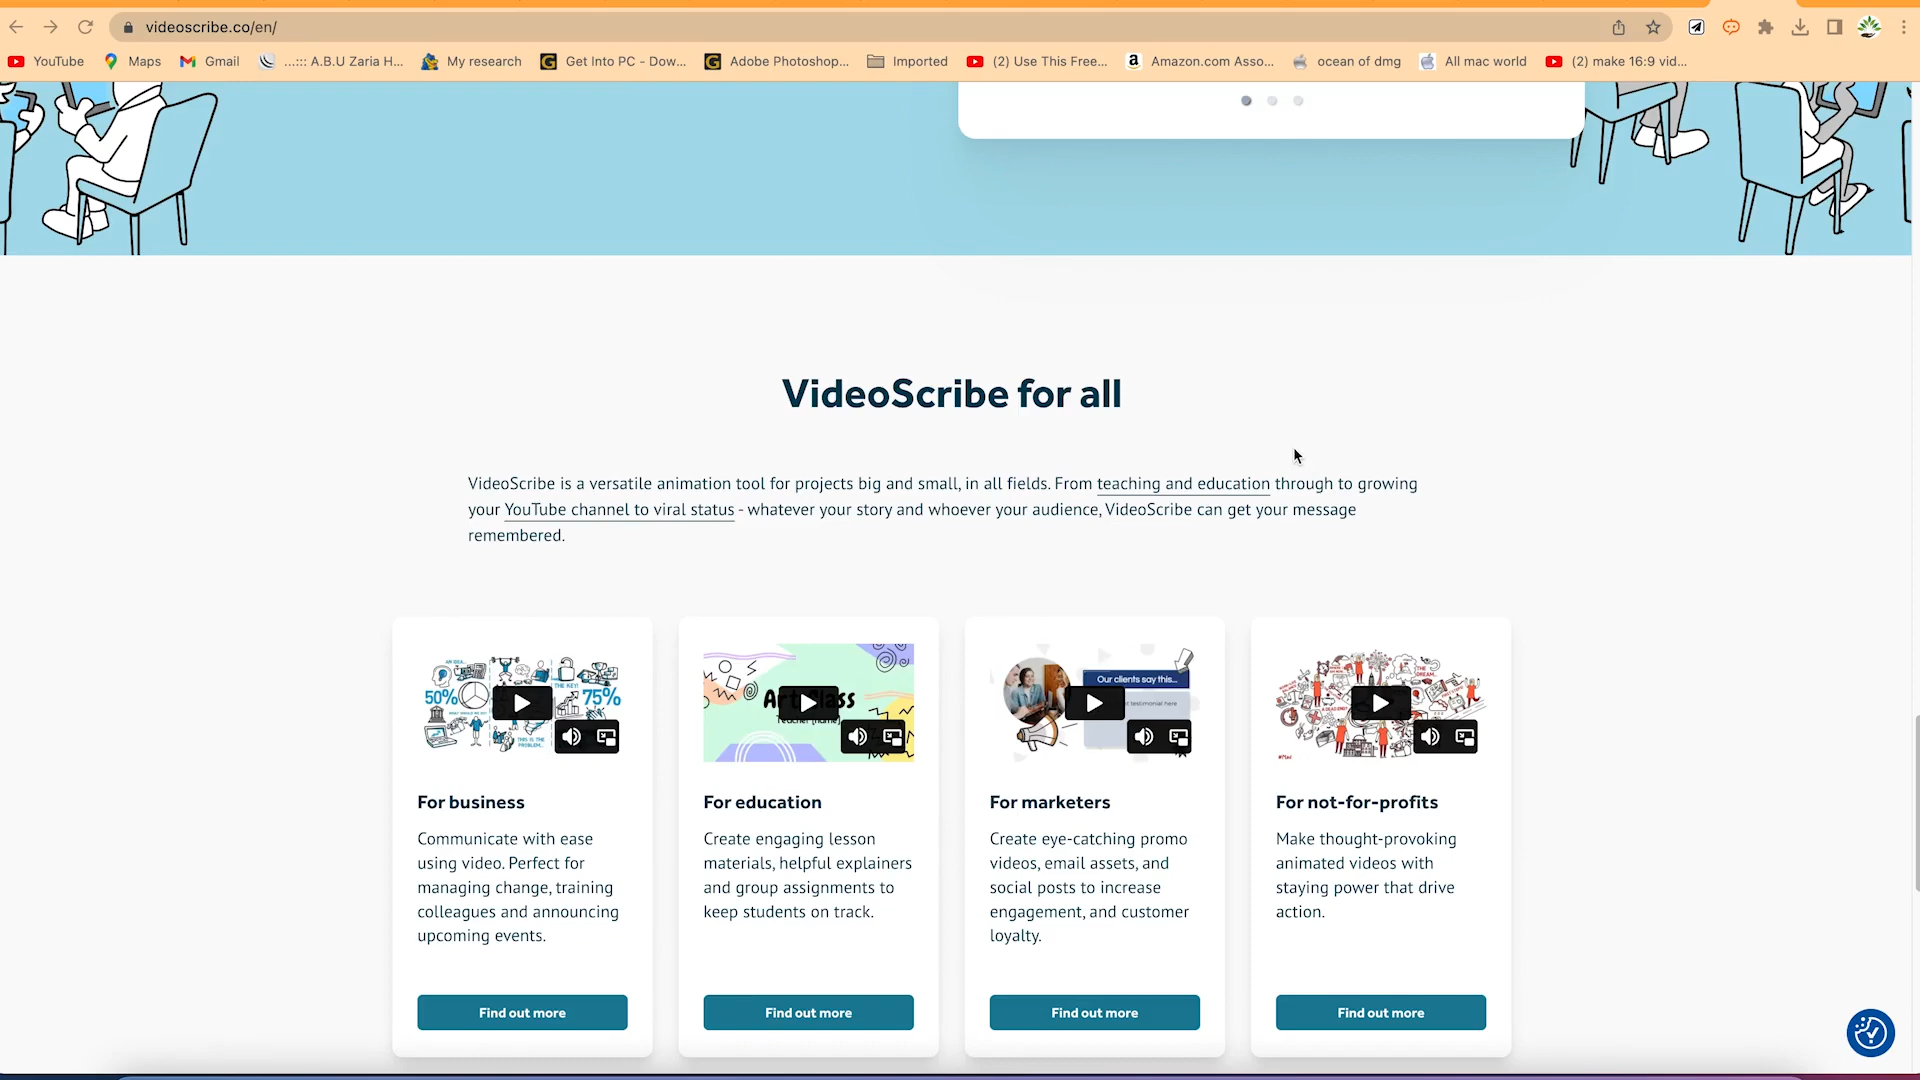 videoscribe.co/en/
YouTube
Maps
Gmail
...::: A.B.U Zaria H...
My research
Get Into PC - Dow...
Adobe Photoshop...
Imported
(2) Use This Free...
Amazon.com Asso...
ocean of dmg
All mac world
(2) make 16:9 vid...
VideoScribe for all
VideoScribe is a versatile animation tool for projects big and small, in all fields. From teaching and education through to growing
your YouTube channel to viral status - whatever your story and whoever your audience, VideoScribe can get your message
remembered.
50%
75%
THE KEY!
THIS IS THE
PROBLEM...
Teacher [name]
Our clients say this...
For business
Communicate with ease
using video. Perfect for
managing change, training
colleagues and announcing
upcoming events.
Find out more
For education
Create engaging lesson
materials, helpful explainers
and group assignments to
keep students on track.
Find out more
For marketers
Create eye-catching promo
videos, email assets, and
social posts to increase
engagement, and customer
loyalty.
Find out more
For not-for-profits
Make thought-provoking
animated videos with
staying power that drive
action.
Find out more